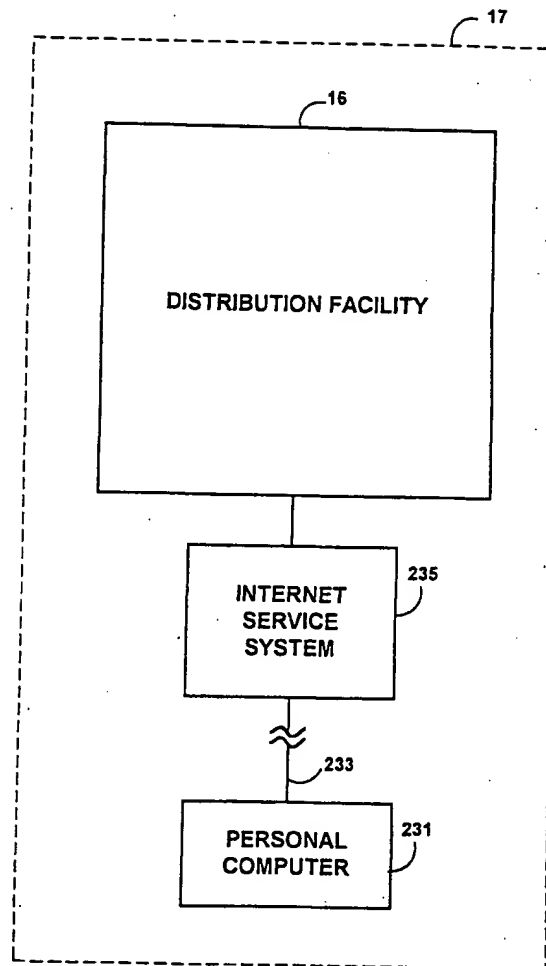 17
16
DISTRIBUTION FACILITY
INTERNET
SERVICE
SYSTEM
235
233
PERSONAL
COMPUTER
231